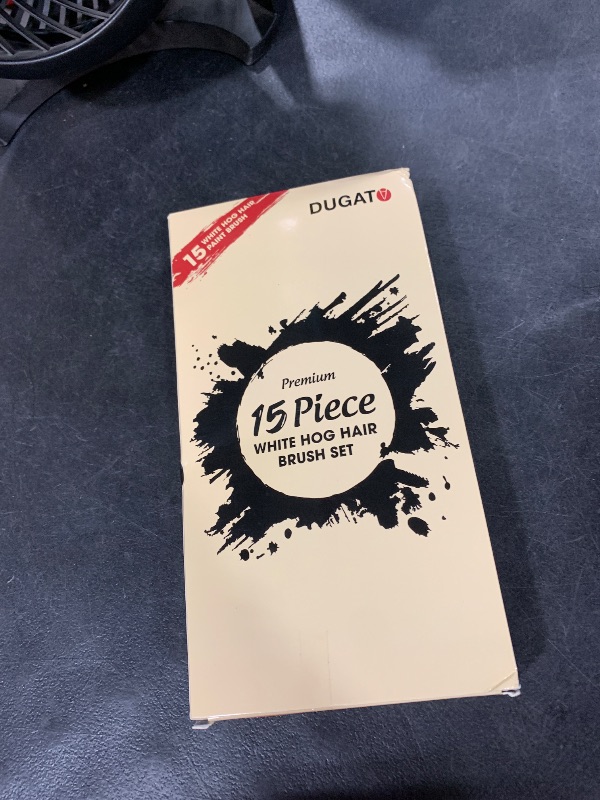 DUGATO
15 WHITE HOG HAIR
PAINT BRUSH
Premium
15 Piece
WHITE HOG HAIR
BRUSH SET